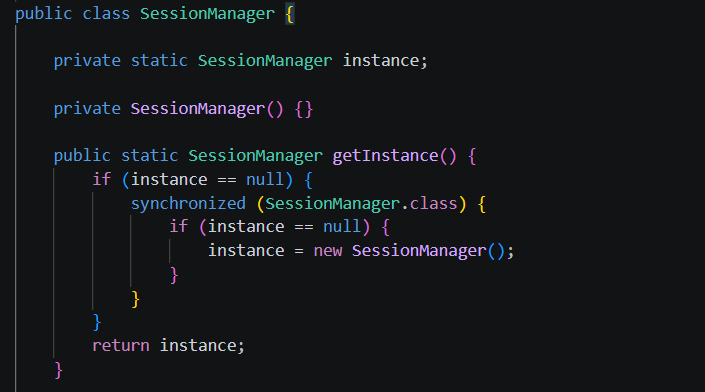 public class SessionManager {
private static SessionManager instance;
private SessionManager() {}
public static SessionManager getInstance() {
if (instance == null) {
synchronized (SessionManager.class) {
if (instance == null) {
instance = new SessionManager();
}
}
}
return instance;
}